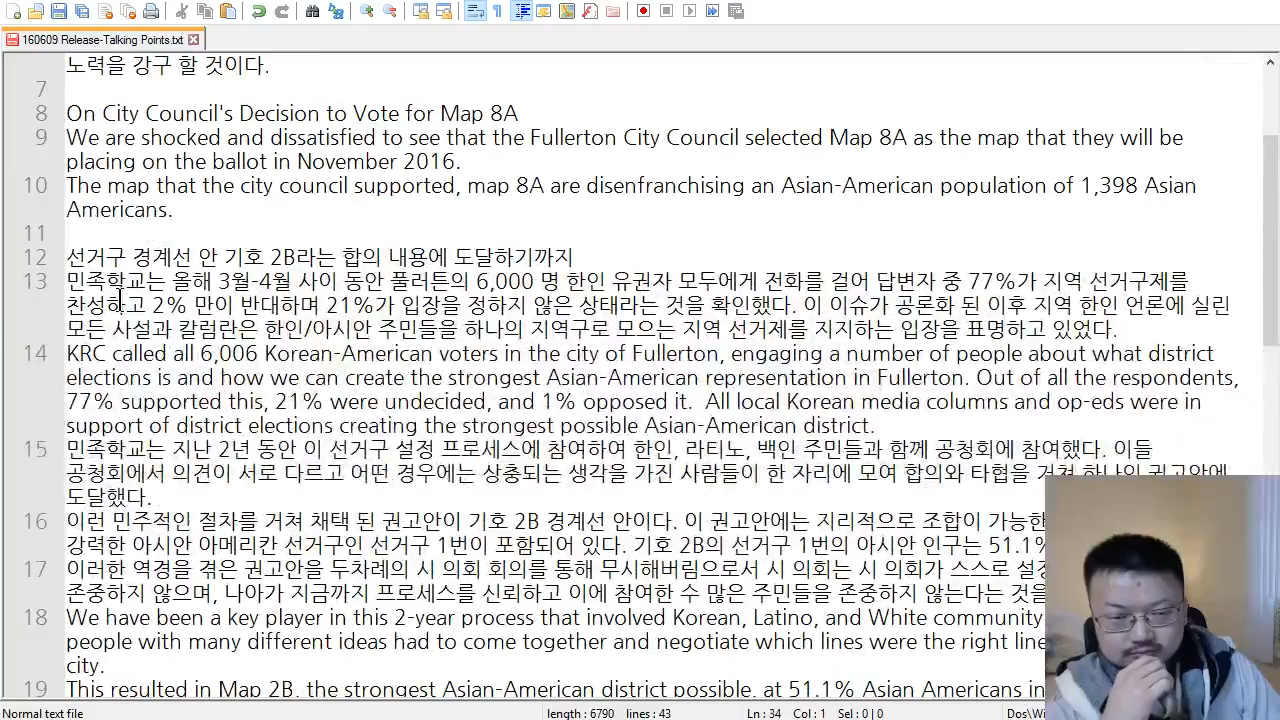 160609 Release-Talking Points.txt
노력을 강구 할 것이다.
7
8 On City Council's Decision to Vote for Map 8A
9 We are shocked and dissatisfied to see that the Fullerton City Council selected Map 8A as the map that they will be
placing on the ballot in November 2016.
10 The map that the city council supported, map 8A are disenfranchising an Asian-American population of 1,398 Asian
Americans.
11
12 선거구 경계선 안 기호 2B라는 합의 내용에 도달하기까지
13 민족학교는 올해 3월-4월 사이 동안 풀러튼의 6,000 명 한인 유권자 모두에게 전화를 걸어 답변자 중 77%가 지역 선거구제를
찬성하고 2% 만이 반대하며 21%가 입장을 정하지 않은 상태라는 것을 확인했다. 이 이슈가 공론화 된 이후 지역 한인 언론에 실린
모든 사설과 칼럼란은 한인/아시안 주민들을 하나의 지역구로 모으는 지역 선거제를 지지하는 입장을 표명하고 있었다.
14 KRC called all 6,006 Korean-American voters in the city of Fullerton, engaging a number of people about what district
elections is and how we can create the strongest Asian-American representation in Fullerton. Out of all the respondents,
77% supported this, 21% were undecided, and 1% opposed it.  All local Korean media columns and op-eds were in
support of district elections creating the strongest possible Asian-American district.
15 민족학교는 지난 2년 동안 이 선거구 설정 프로세스에 참여하여 한인, 라티노, 백인 주민들과 함께 공청회에 참여했다. 이들
공청회에서 의견이 서로 다르고 어떤 경우에는 상충되는 생각을 가진 사람들이 한 자리에 모여 합의와 타협을 거쳐 하나의 권고안에
도달했다.
16 이런 민주적인 절차를 거쳐 채택 된 권고안이 기호 2B 경계선 안이다. 이 권고안에는 지리적으로 조합이 가능한
강력한 아시안 아메리칸 선거구인 선거구 1번이 포함되어 있다. 기호 2B의 선거구 1번의 아시안 인구는 51.1%
17 이러한 역경을 겪은 권고안을 두차례의 시 의회 회의를 통해 무시해버림으로서 시 의회는 시 의회가 스스로 설정
존중하지 않으며, 나아가 지금까지 프로세스를 신뢰하고 이에 참여한 수 많은 주민들을 존중하지 않는다는 것을
18 We have been a key player in this 2-year process that involved Korean, Latino, and White community
people with many different ideas had to come together and negotiate which lines were the right line
city.
19 This resulted in Map 2B, the strongest Asian-American district possible, at 51.1% Asian Americans in
Normal text file length : 6790 lines : 43 Ln : 34 Col : 1 Sel : 0 | 0 Dos\Wi